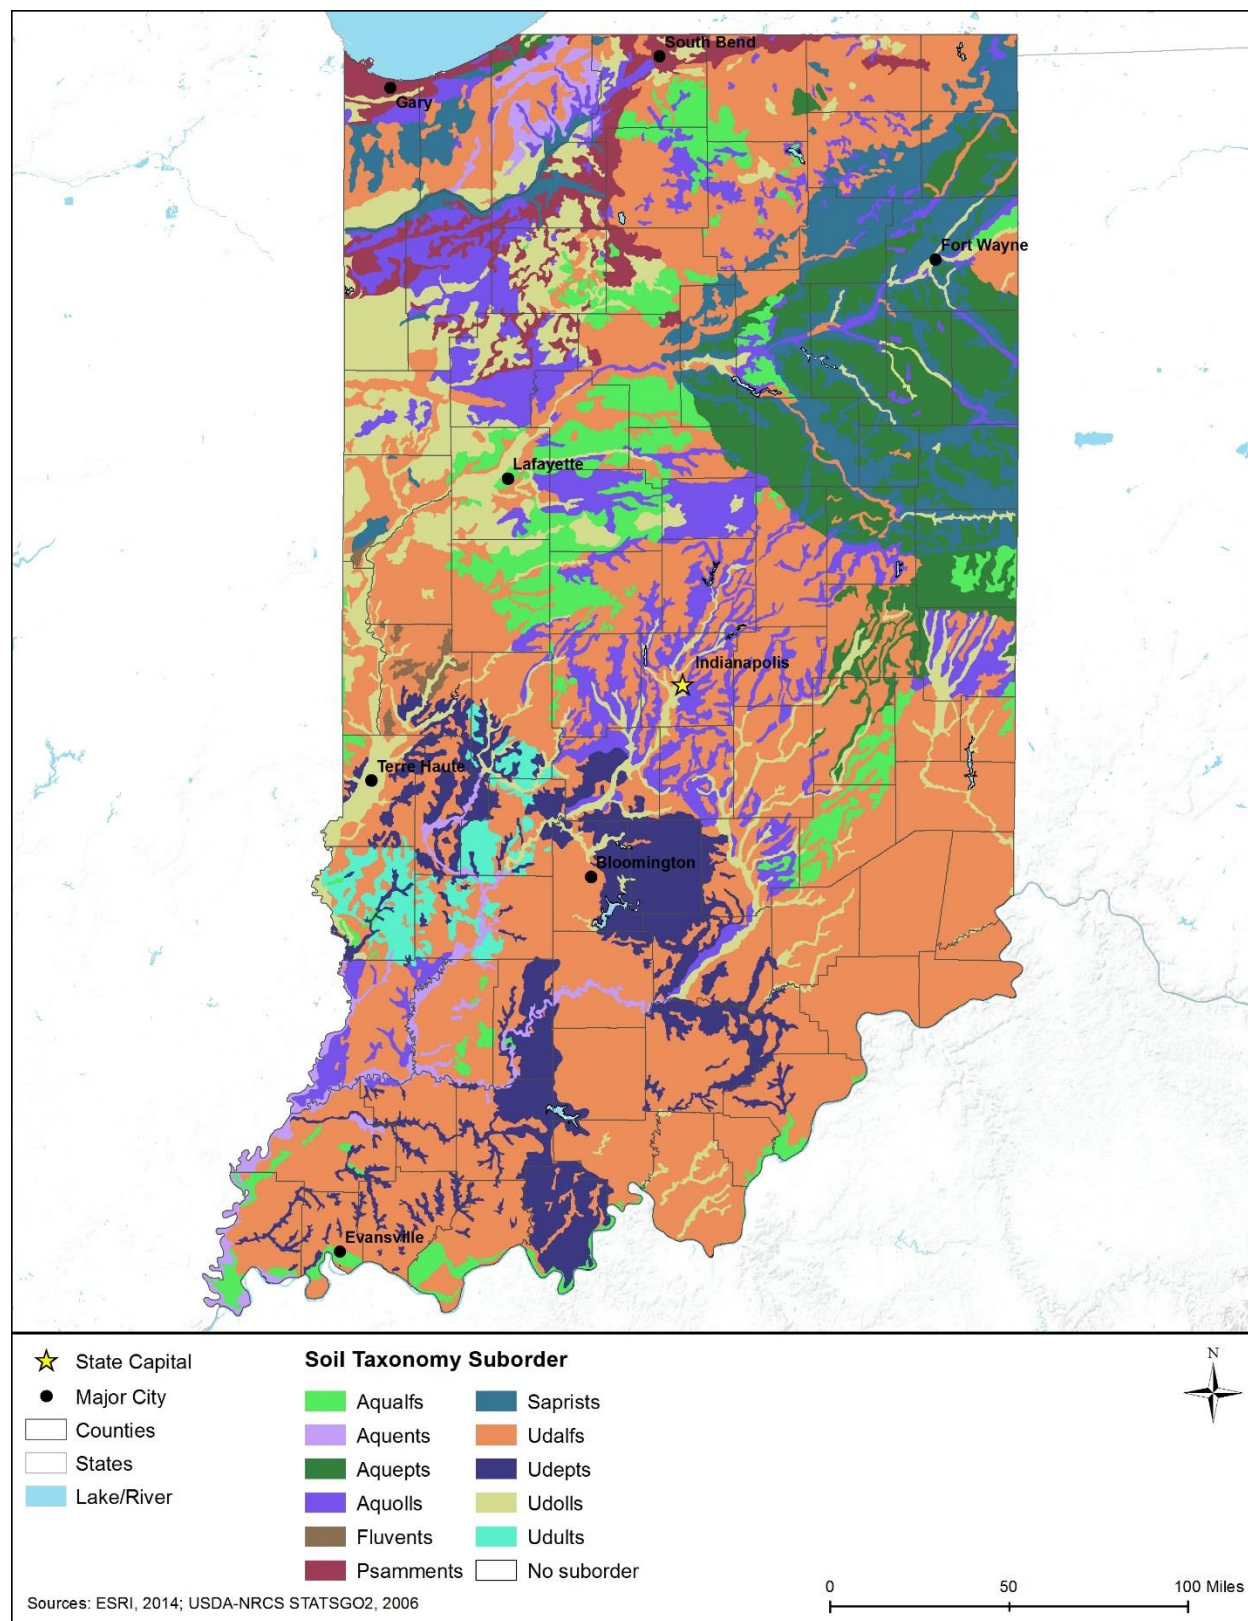 South Bend
Gary
Fort Wayne
Lafayette
Indianapolis
Terre Haute
Bloomington
Evansville
State Capital
Major City
Counties
States
Lake/River
Soil Taxonomy Suborder
Aqualfs
Aquents
Aquepts
Aquolls
Fluvents
Psamments
Saprists
Udalfs
Udepts
Udolls
Udults
No suborder
N
0 50 100 Miles
Sources: ESRI, 2014; USDA-NRCS STATSGO2, 2006